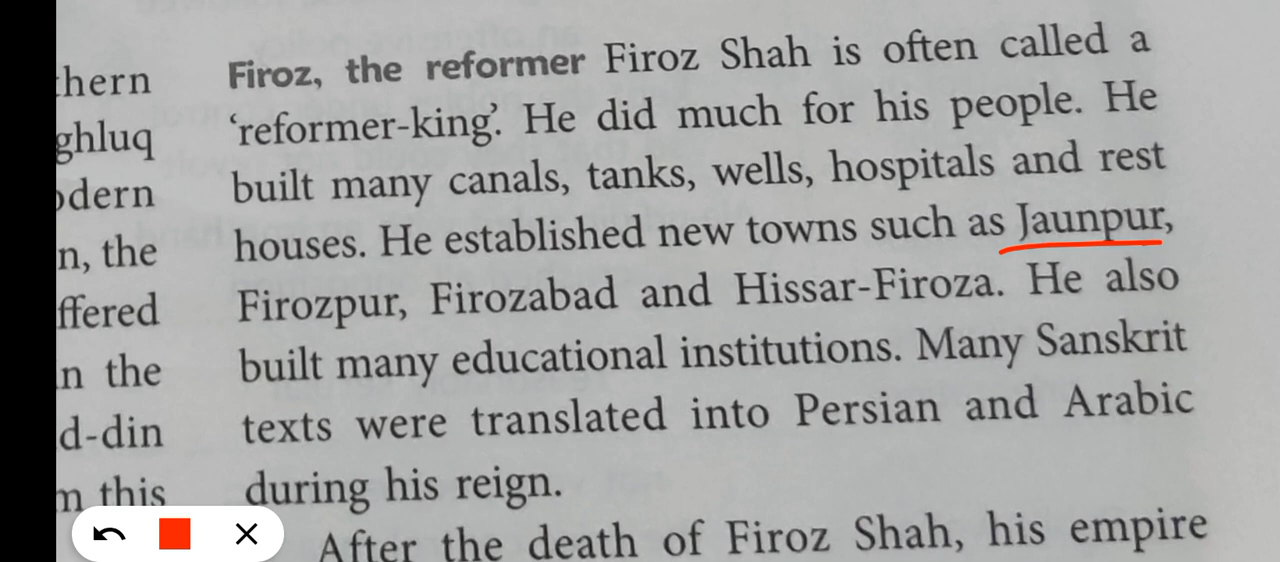 thern
ghluq
odern
n, the
ffered
n the
d-din
m this
Firoz, the reformer Firoz Shah is often called a
‘reformer-king’. He did much for his people. He
built many canals, tanks, wells, hospitals and rest
houses. He established new towns such as Jaunpur,
Firozpur, Firozabad and Hissar-Firoza. He also
built many educational institutions. Many Sanskrit
texts were translated into Persian and Arabic
during his reign.
After the death of Firoz Shah, his empire